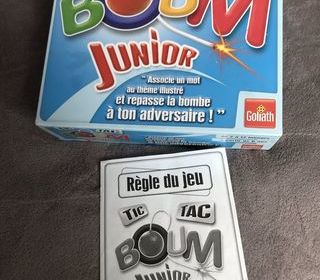 BOUM
JUNIOR
"Associe un mot
au thème illustré
et repasse la bombe
à ton adversaire !"
Goliath
TAC
Règle du jeu
TIC TAC
BOUM
JUNIOR